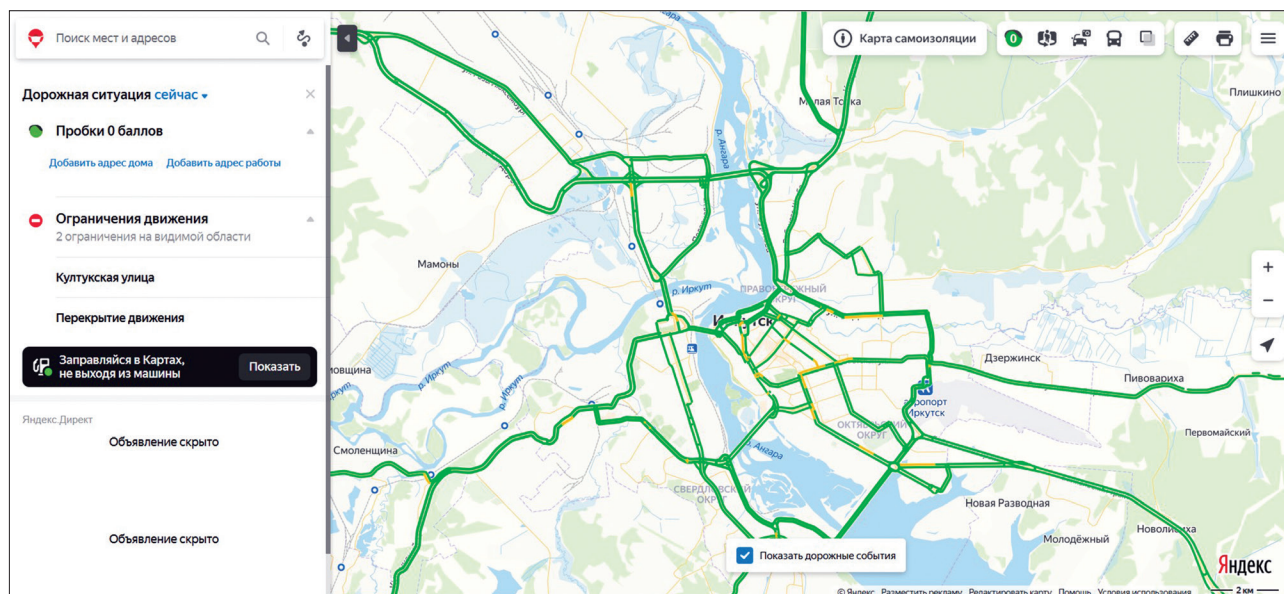 Поиск мест и адресов
Дорожная ситуация сейчас
Пробки 0 баллов
Добавить адрес дома Добавить адрес работы
Ограничения движения
2 ограничения на видимой области
Култукская улица
Перекрытие движения
Заправляйся в Картах,
не выходя из машины
Показать
Яндекс Директ
Объявление скрыто
Объявление скрыто
Карта самоизоляции
0
Плишкино
р. Ангара
Мамоны
р. Иркут
ПРАВОБЕРЕЖНЫЙ
ОКРУГ
Иркутск
Дзержинск
Пивовариха
р. Иркут
р. Иркут
аэропорт
Иркутск
ОКТЯБРЬСКИЙ
ОКРУГ
Первомайский
Смоленщина
р. Ангара
СВЕРДЛОВСКИЙ
ОКРУГ
Новая Разводная
Молодёжный
Показать дорожные события
Яндекс
© Яндекс Разместить рекламу Редактировать карту Помощь Условия использования
2 км